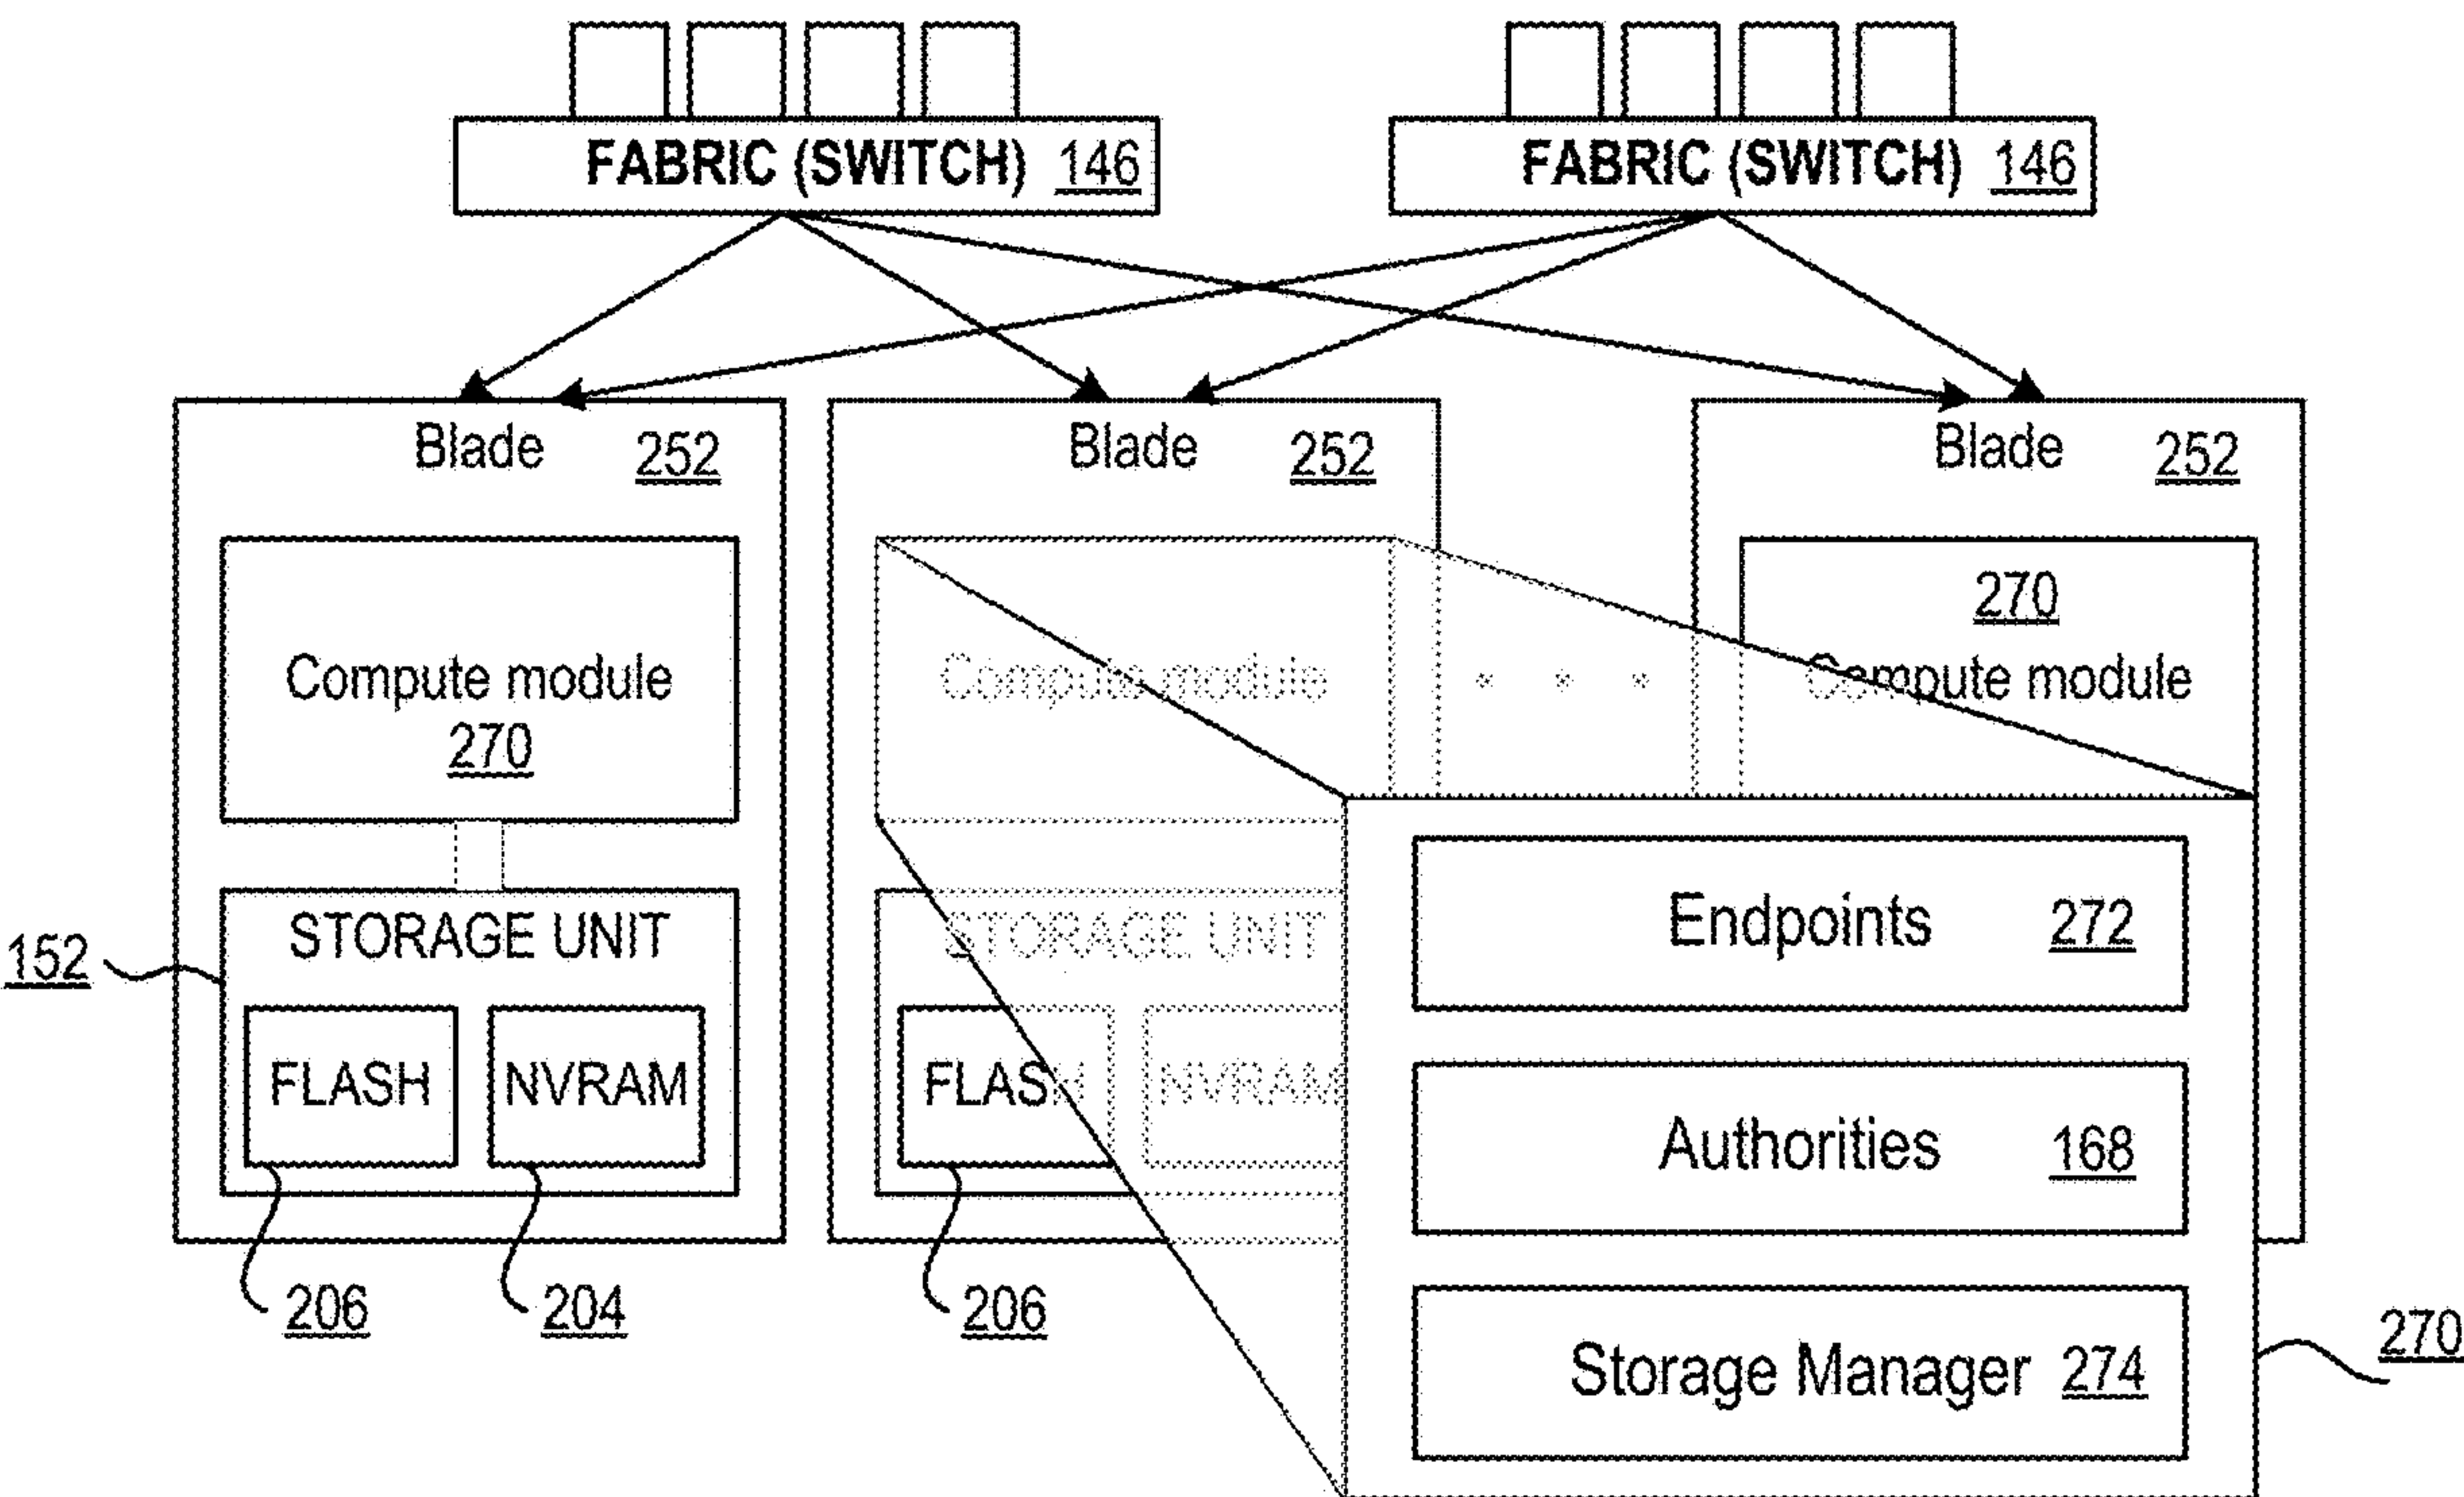 FABRIC (SWITCH) 146
FABRIC (SWITCH) 146
Blade 252
Blade 252
Blade 252
Compute module
270
Compute module
270
Compute module
STORAGE UNIT
152
FLASH
NVRAM
STORAGE UNIT
FLASH
NVRAM
206
204
206
Endpoints 272
Authorities 168
Storage Manager 274
270